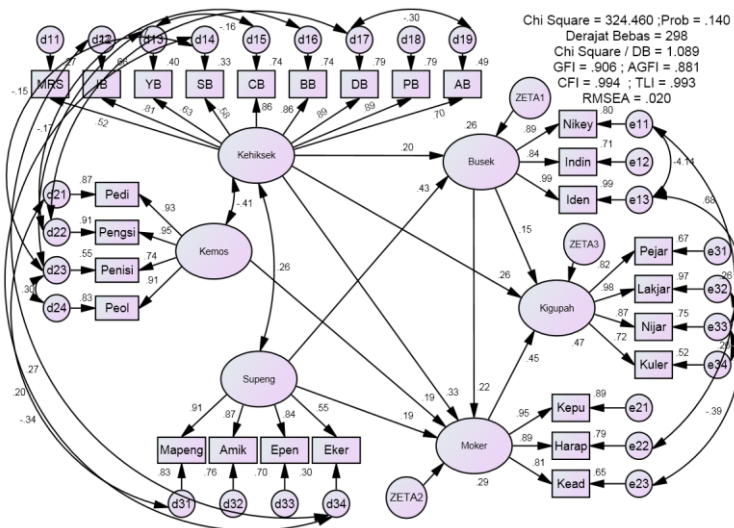 Chi Square = 324.460 ;Prob = .140
Derajat Bebas = 298
Chi Square / DB = 1.089
GFI = .906 ; AGFI = .881
CFI = .994 ; TLI = .993
RMSEA = .020
-.16
-.30
d11 d12 d13 d14 d15 d16 d17 d18 d19
.27 .66 .40 .33 .74 .74 .79 .79 .49
MRS IB YB SB CB BB DB PB AB
-.15
.52 .81 .63 .58 .86 .86 .89 .89 .70
ZETA1
-.17
Kehiksek
.20
.26
Busek
.89 Nikey .80 e11
.84 Indin .71 e12
.99 Iden .99 e13
-4.14
.68
.43
d21 .87 Pedi .93
d22 .91 Pengsi .95
d23 .55 Penisi .74
d24 .83 Peol .91
.30
Kemos
-.41
.26
.15
ZETA3
.26
Kigupah
.47
.82 Pejar .67 e31
.98 Lakjar .97 e32
.87 Nijar .75 e33
.72 Kuler .52 e34
.26
.45
.27
.20
-.34
Supeng
.19
.19
.33
.22
-.39
Moker
.29
ZETA2
.95 Kepu .89 e21
.89 Harap .79 e22
.81 Kead .65 e23
.91 .87 .84 .55
Mapeng Amik Epen Eker
.83 .76 .70 .30
d31 d32 d33 d34